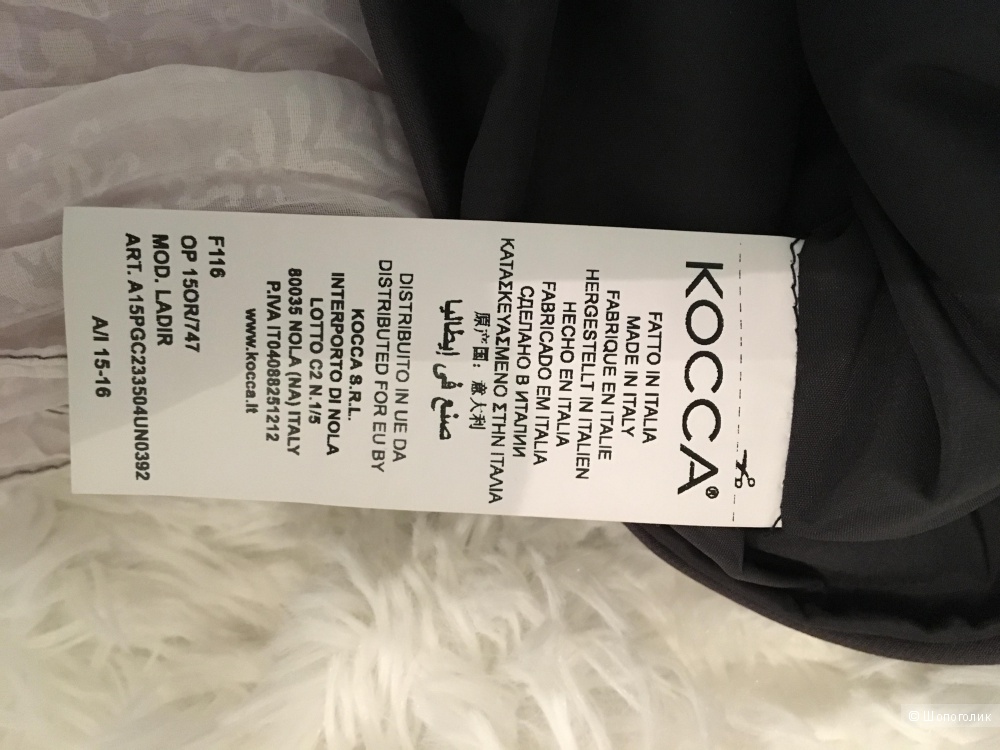 KOCCA®
FATTO IN ITALIA
MADE IN ITALY
FABRIQUE EN ITALIE
HERGESTELLT IN ITALIEN
HECHO EN ITALIA
FABRICADO EM ITALIA
СДЕЛАНО В ИТАЛИИ
ΚΑΤΑΣΚΕΥΑΣΜΕΝΟ ΣΤΗΝ ΙΤΑΛΙΑ
原产国：意大利
صنع في إيطاليا
DISTRIBUITO IN UE DA
DISTRIBUTED FOR EU BY
KOCCA S.R.L.
INTERPORTO DI NOLA
LOTTO C2 N.1/5
80035 NOLA (NA) ITALY
P.IVA IT04088251212
www.kocca.it
F116
OP 15OR/747
MOD. LADIR
ART. A15PGC233504UN0392
A/I 15-16
© Шопоголик